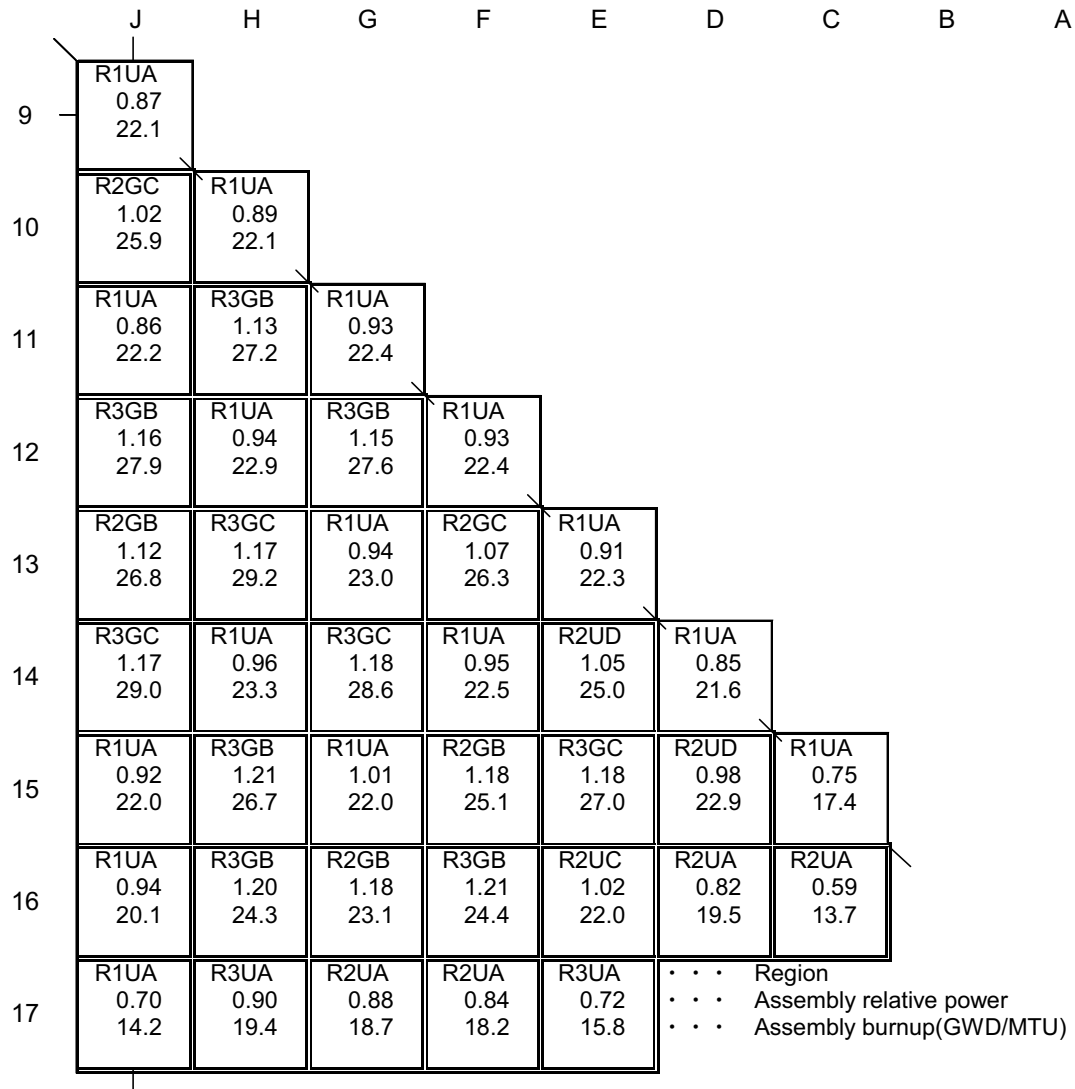 J H G F E D C B A
R1UA
9 0.87
22.1
R2GC R1UA
10 1.02 0.89
25.9 22.1
R1UA R3GB R1UA
11 0.86 1.13 0.93
22.2 27.2 22.4
R3GB R1UA R3GB R1UA
12 1.16 0.94 1.15 0.93
27.9 22.9 27.6 22.4
R2GB R3GC R1UA R2GC R1UA
13 1.12 1.17 0.94 1.07 0.91
26.8 29.2 23.0 26.3 22.3
R3GC R1UA R3GC R1UA R2UD R1UA
14 1.17 0.96 1.18 0.95 1.05 0.85
29.0 23.3 28.6 22.5 25.0 21.6
R1UA R3GB R1UA R2GB R3GC R2UD R1UA
15 0.92 1.21 1.01 1.18 1.18 0.98 0.75
22.0 26.7 22.0 25.1 27.0 22.9 17.4
R1UA R3GB R2GB R3GB R2UC R2UA R2UA
16 0.94 1.20 1.18 1.21 1.02 0.82 0.59
20.1 24.3 23.1 24.4 22.0 19.5 13.7
R1UA R3UA R2UA R2UA R3UA ・・・ Region
17 0.70 0.90 0.88 0.84 0.72 ・・・ Assembly relative power
14.2 19.4 18.7 18.2 15.8 ・・・ Assembly burnup(GWD/MTU)